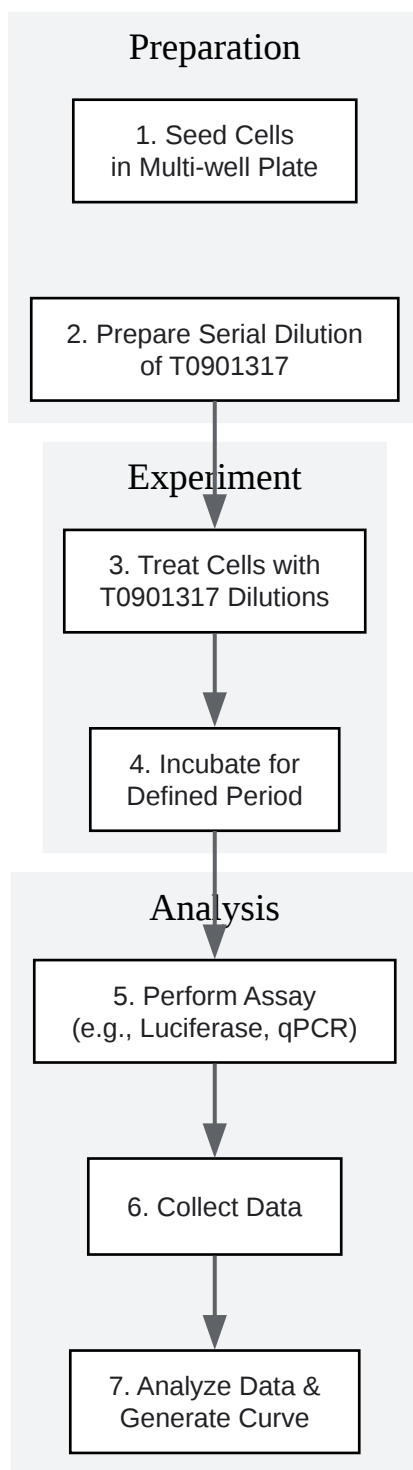 Preparation
1. Seed Cells
in Multi-well Plate
2. Prepare Serial Dilution
of T0901317
Experiment
3. Treat Cells with
T0901317 Dilutions
4. Incubate for
Defined Period
Analysis
5. Perform Assay
(e.g., Luciferase, qPCR)
6. Collect Data
7. Analyze Data &
Generate Curve